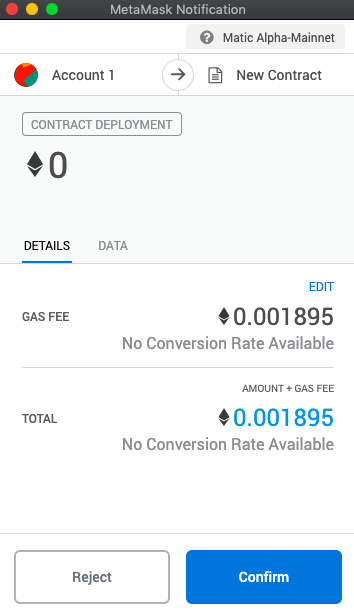 MetaMask Notification
Matic Alpha-Mainnet
Account 1 New Contract
CONTRACT DEPLOYMENT
0
DETAILS DATA
EDIT
GAS FEE 0.001895
No Conversion Rate Available
AMOUNT + GAS FEE
TOTAL 0.001895
No Conversion Rate Available
Reject Confirm